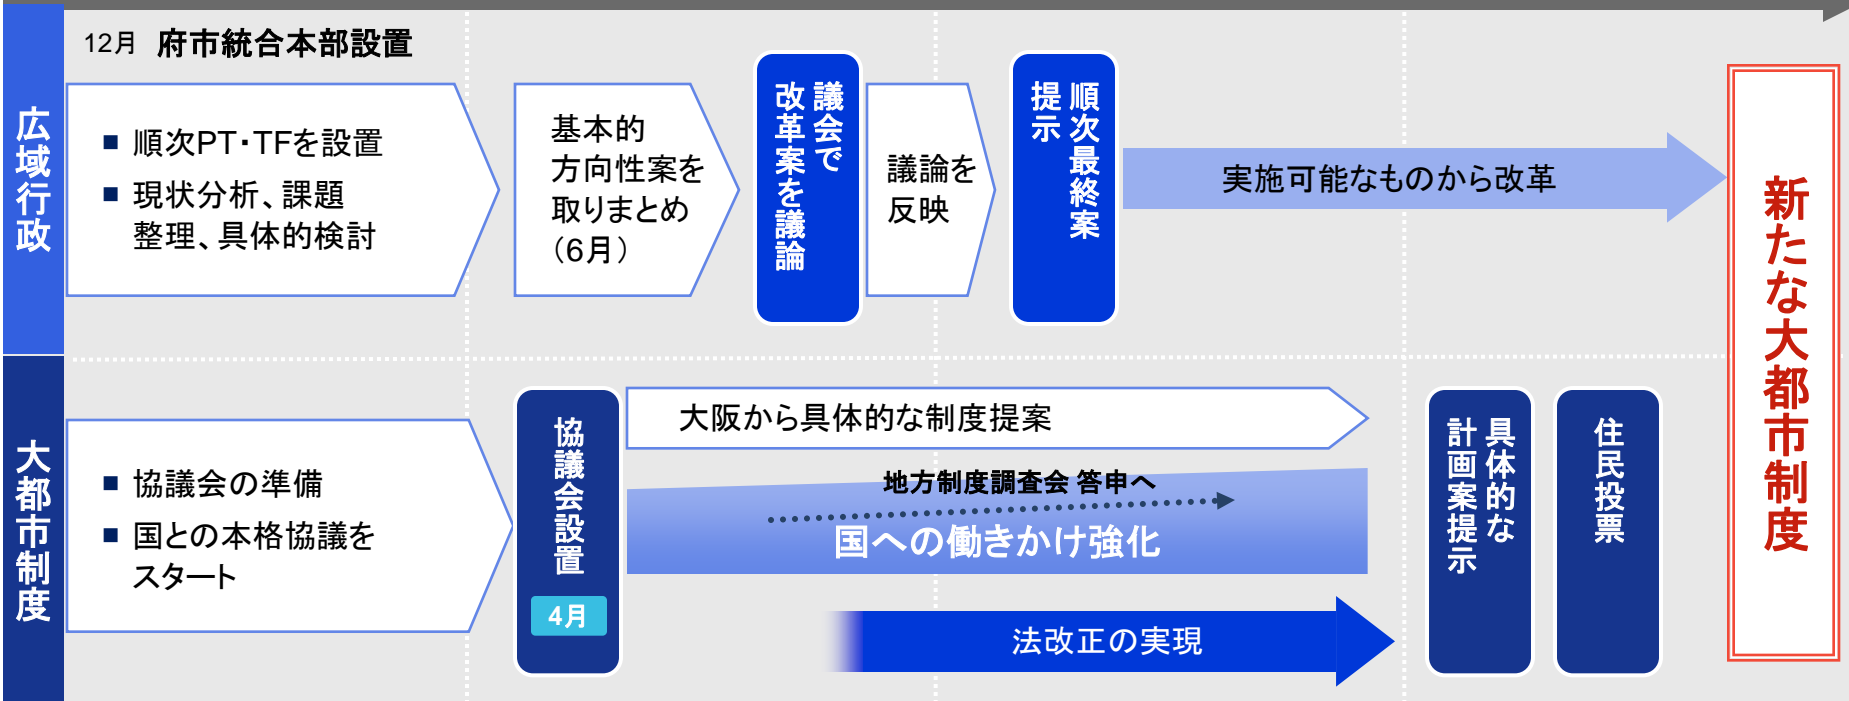 12月 府市統合本部設置
広域行政
■ 順次PT・TFを設置
■ 現状分析、課題
整理、具体的検討
基本的
方向性案を
取りまとめ
（6月）
議会で
改革案を議論
議論を
反映
順次最終案
提示
実施可能なものから改革
新たな大都市制度
大都市制度
■ 協議会の準備
■ 国との本格協議を
スタート
協議会設置
4月
大阪から具体的な制度提案
地方制度調査会 答申へ
国への働きかけ強化
法改正の実現
具体的な
計画案提示
住民投票